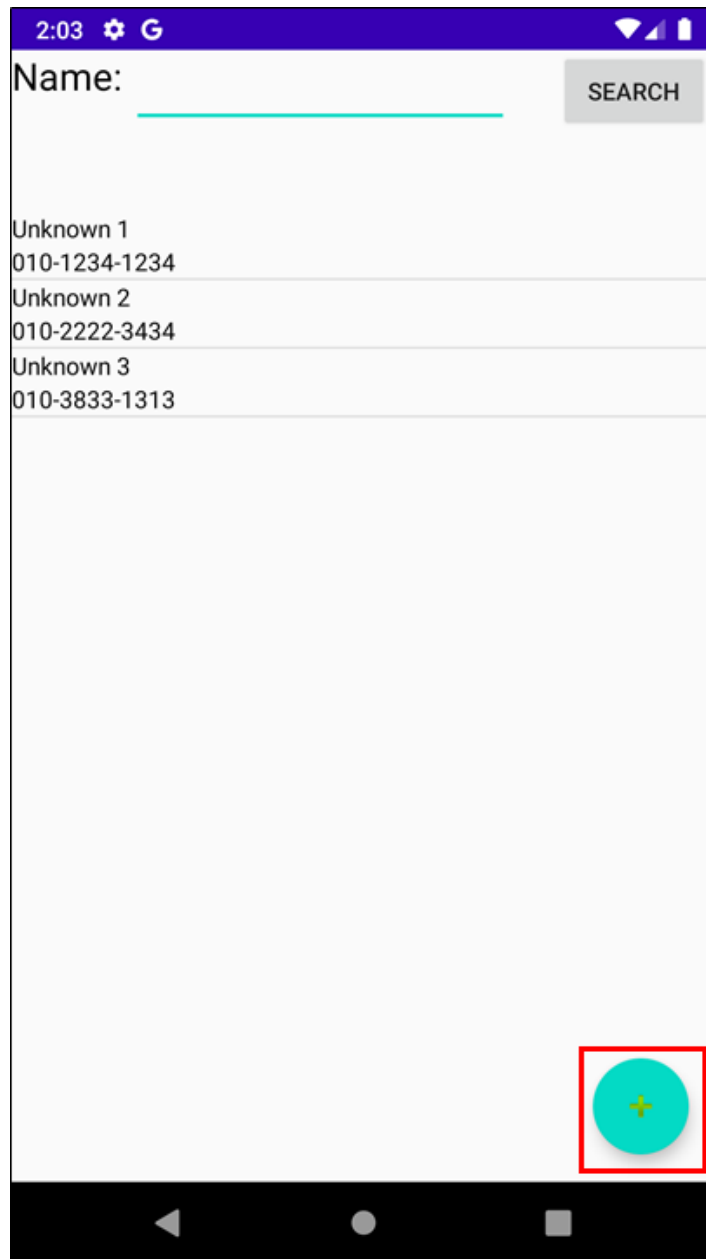 2:03 G
Name:
SEARCH
Unknown 1
010-1234-1234
Unknown 2
010-2222-3434
Unknown 3
010-3833-1313
+